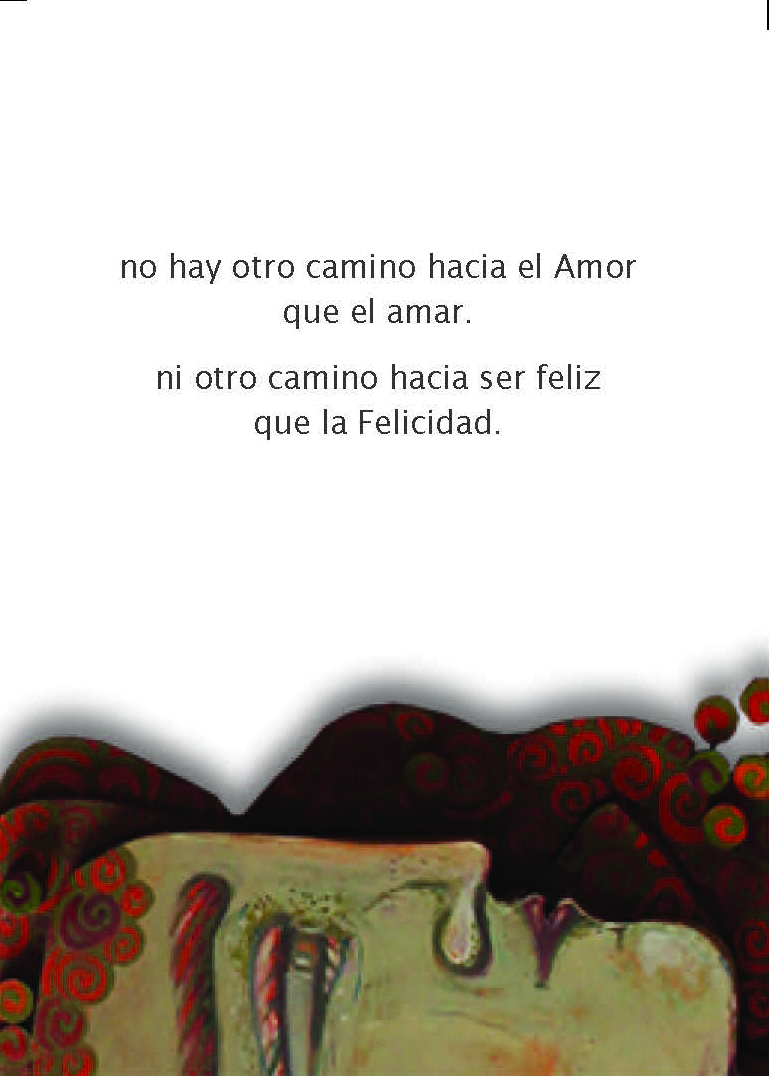 no hay otro camino hacia el Amor
que el amar.
ni otro camino hacia ser feliz
que la Felicidad.